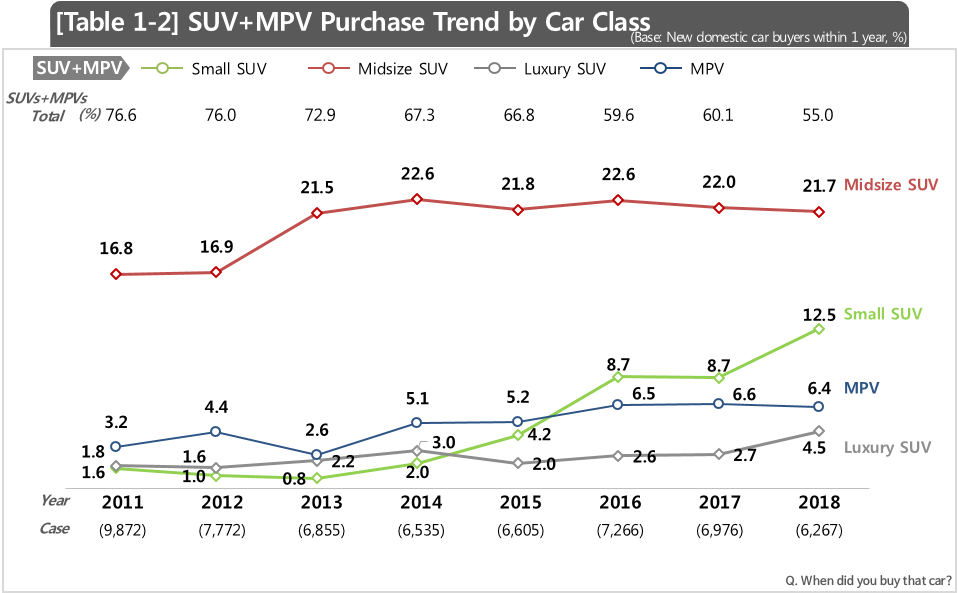 [Table 1-2] SUV+MPV Purchase Trend by Car Class
(Base: New domestic car buyers within 1 year, %)
SUV+MPV Small SUV Midsize SUV Luxury SUV MPV
SUVs+MPVs
Total (%) 76.6 76.0 72.9 67.3 66.8 59.6 60.1 55.0
21.5 22.6 21.8 22.6 22.0 21.7 Midsize SUV
16.8 16.9
12.5 Small SUV
8.7 8.7
MPV
3.2 4.4 2.6 5.1 5.2 6.5 6.6 6.4
1.8 1.6 2.2 3.0 2.0 2.6 2.7 4.5 Luxury SUV
1.6 1.0 0.8 2.0 4.2
Year 2011 2012 2013 2014 2015 2016 2017 2018
Case (9,872) (7,772) (6,855) (6,535) (6,605) (7,266) (6,976) (6,267)
Q. When did you buy that car?